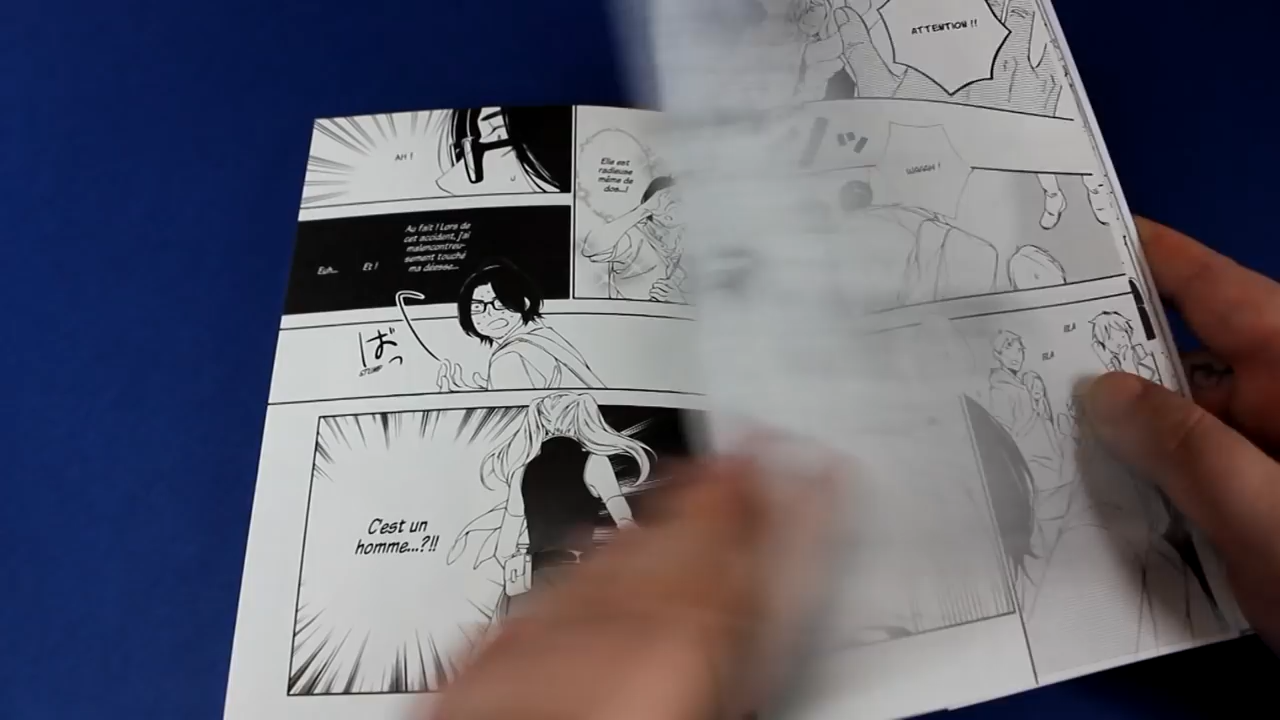 ATTENTION !!
WAAAH !
BLA
BLA
Elle est
radieuse
même de
dos...!
AH !
Au fait ! Lors de
cet accident, j'ai
malencontreu-
sement touché
ma déesse...
Et !
Euh...
ばっ
C'est un
homme...?!!